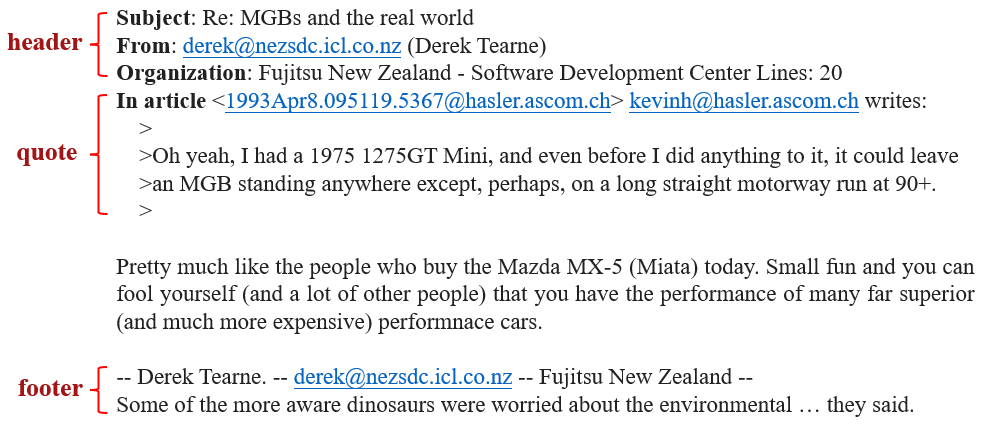 header
Subject: Re: MGBs and the real world
From: derek@nezsdc.icl.co.nz (Derek Tearne)
Organization: Fujitsu New Zealand - Software Development Center Lines: 20
quote
In article <1993Apr8.095119.5367@hasler.ascom.ch> kevinh@hasler.ascom.ch writes:
>
>Oh yeah, I had a 1975 1275GT Mini, and even before I did anything to it, it could leave
>an MGB standing anywhere except, perhaps, on a long straight motorway run at 90+.
>
Pretty much like the people who buy the Mazda MX-5 (Miata) today. Small fun and you can
fool yourself (and a lot of other people) that you have the performance of many far superior
(and much more expensive) performnace cars.
footer
-- Derek Tearne. -- derek@nezsdc.icl.co.nz -- Fujitsu New Zealand --
Some of the more aware dinosaurs were worried about the environmental … they said.